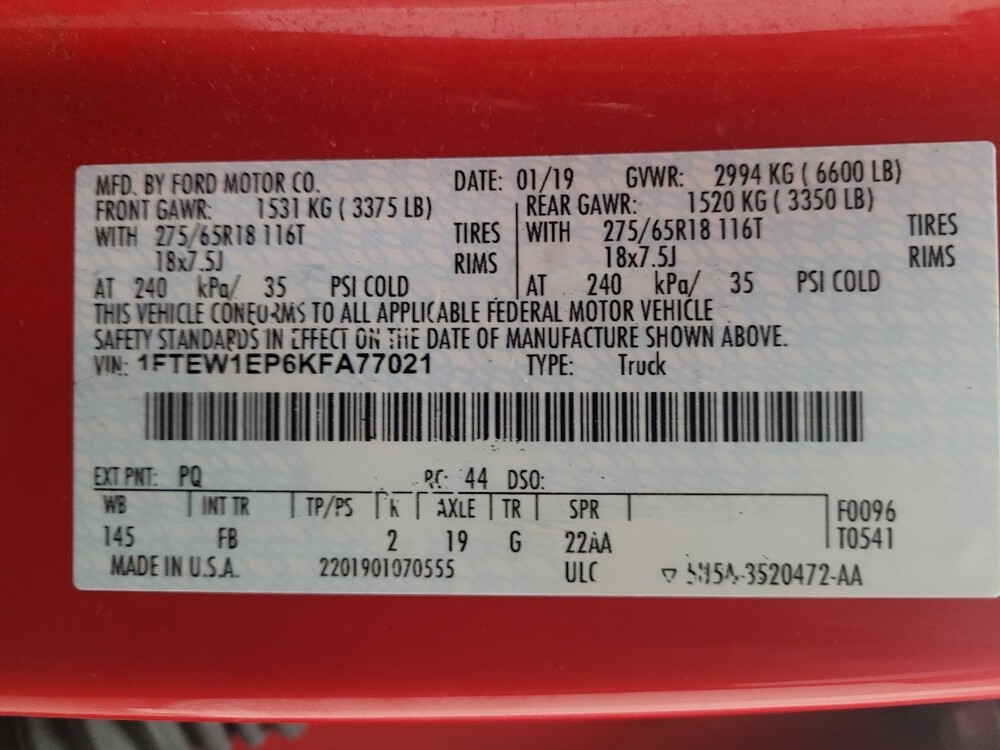 MFD. BY FORD MOTOR CO. DATE: 01/19 GVWR: 2994 KG ( 6600 LB)
FRONT GAWR: 1531 KG ( 3375 LB) REAR GAWR: 1520 KG ( 3350 LB)
WITH 275/65R18 116T TIRES WITH 275/65R18 116T TIRES
18x7.5J RIMS 18x7.5J RIMS
AT 240 kPa/ 35 PSI COLD AT 240 kPa/ 35 PSI COLD
THIS VEHICLE CONFORMS TO ALL APPLICABLE FEDERAL MOTOR VEHICLE
SAFETY STANDARDS IN EFFECT ON THE DATE OF MANUFACTURE SHOWN ABOVE.
VIN: 1FTEW1EP6KFA77021 TYPE: Truck
EXT PNT: PQ RC: 44 DSO:
WB INT TR TP/PS R AXLE TR SPR F0096
145 FB 2 19 G 22AA T0541
MADE IN U.S.A. 2201901070555 ULC